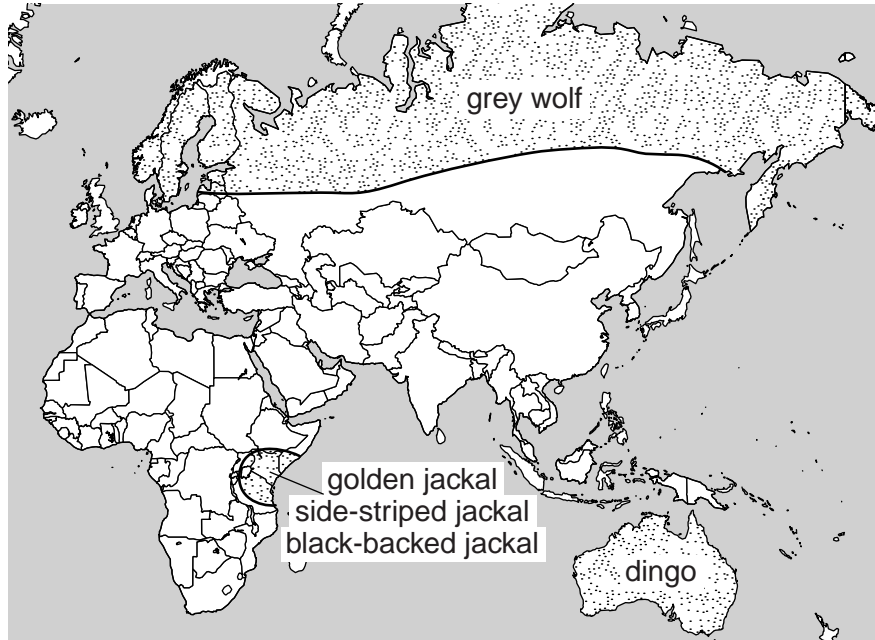 grey wolf
golden jackal
side-striped jackal
black-backed jackal
dingo